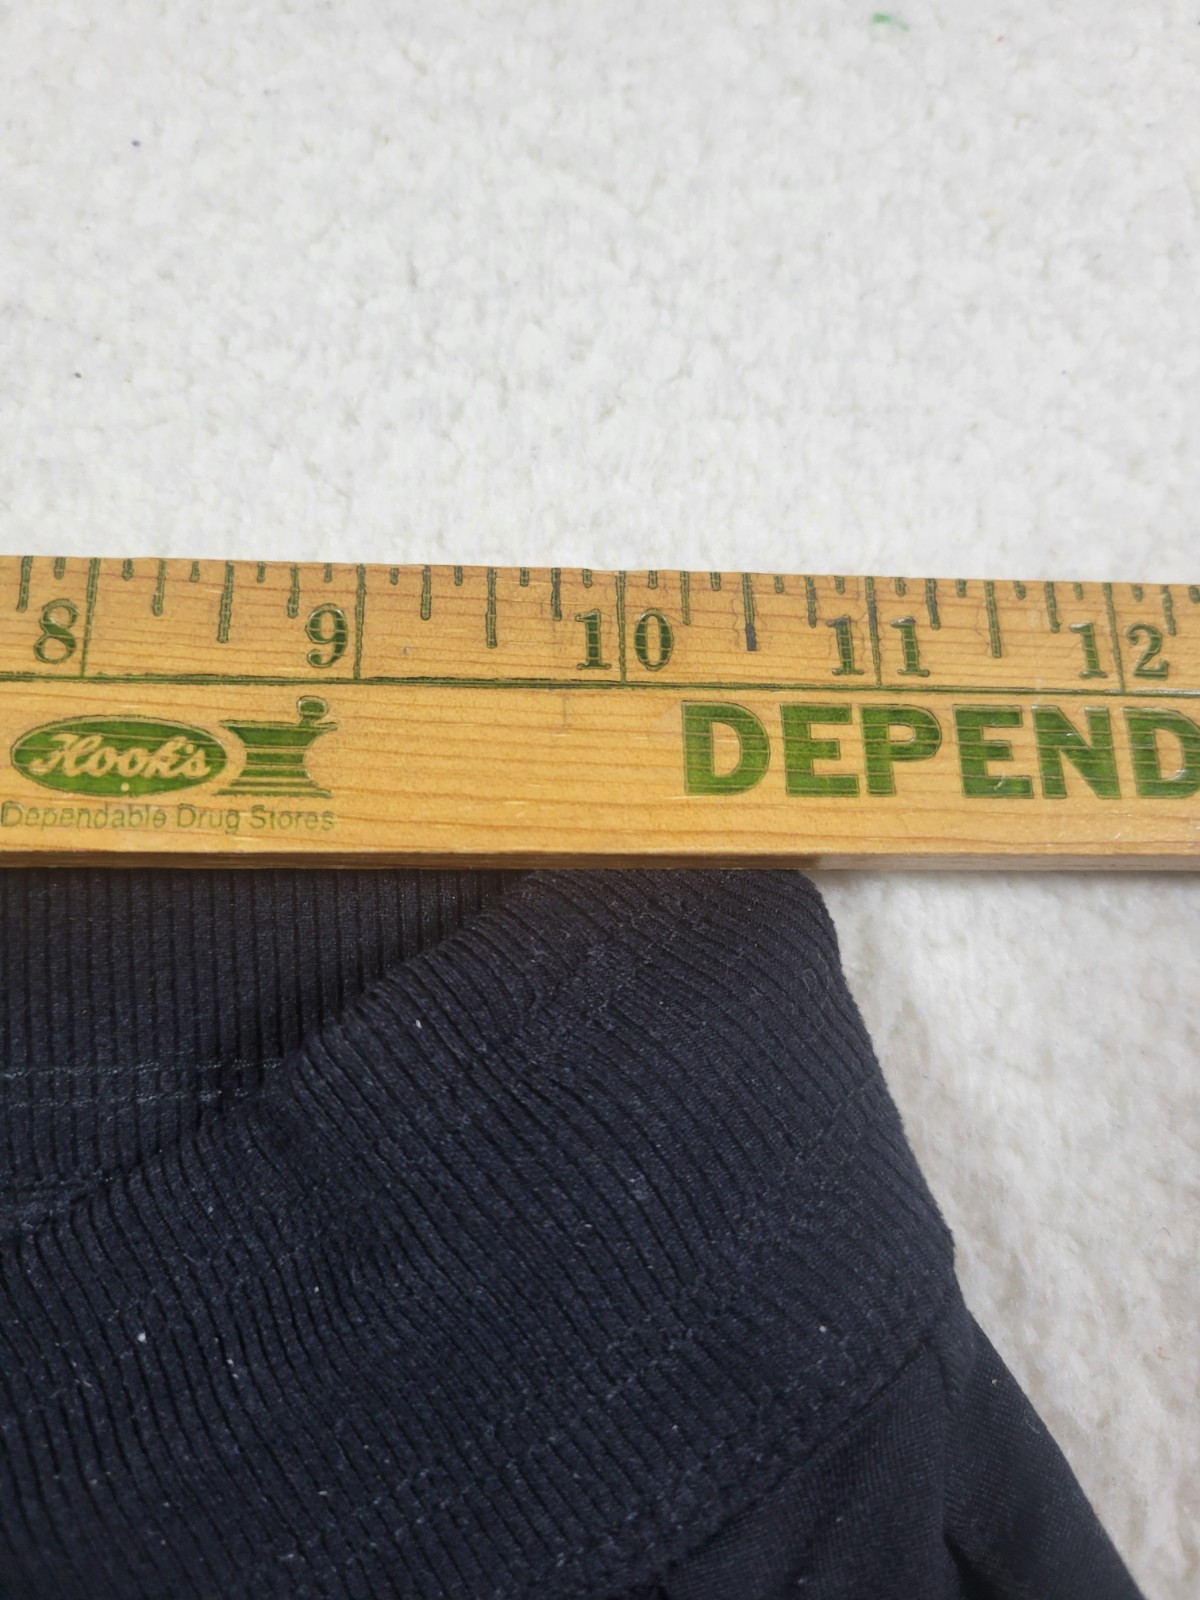 8 9 10 11 12
Hook's DEPEND
Dependable Drug Stores